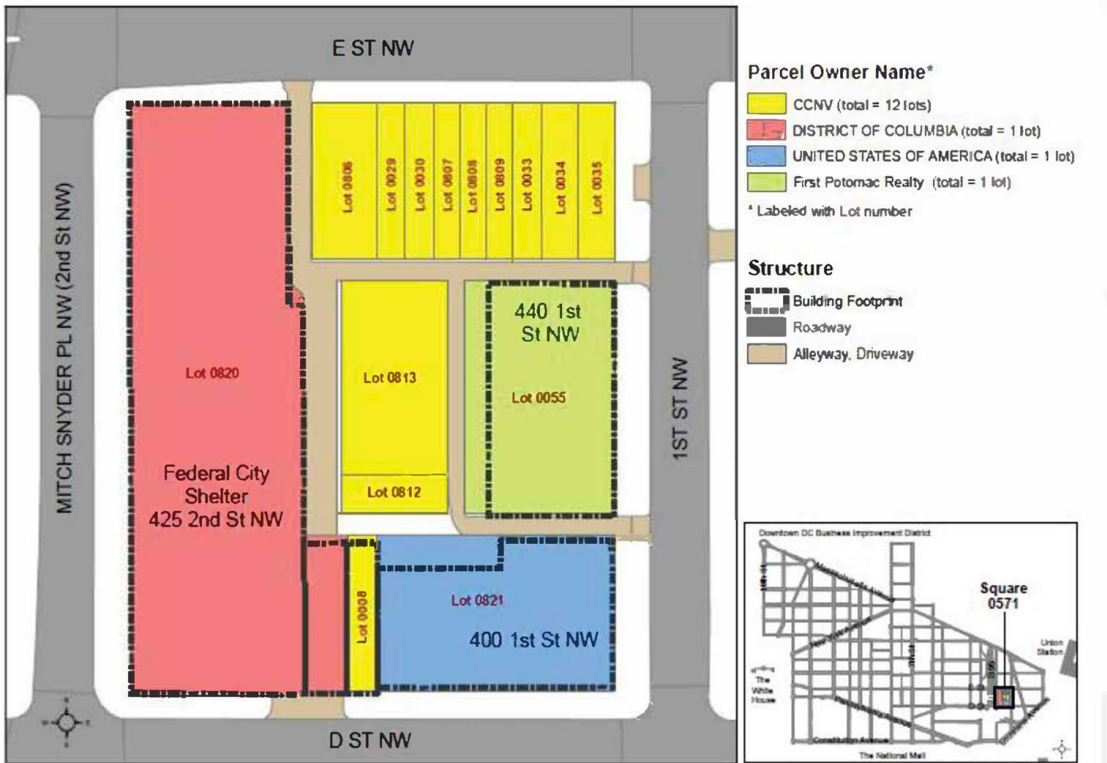 E ST NW
MITCH SNYDER PL NW (2nd St NW)
1ST ST NW
D ST NW
Lot 0806
Lot 0029
Lot 0030
Lot 0807
Lot 0808
Lot 0809
Lot 0033
Lot 0034
Lot 0035
Lot 0820
Federal City
Shelter
425 2nd St NW
Lot 0813
Lot 0812
440 1st
St NW
Lot 0055
Lot 0008
Lot 0821
400 1st St NW
Parcel Owner Name*
CCNV (total = 12 lots)
DISTRICT OF COLUMBIA (total = 1 lot)
UNITED STATES OF AMERICA (total = 1 lot)
First Potomac Realty (total = 1 lot)
* Labeled with Lot number
Structure
Building Footprint
Roadway
Alleyway, Driveway
Downtown DC Business Improvement District
Square
0571
Union
Station
The
White
House
Constitution Avenue
The National Mall